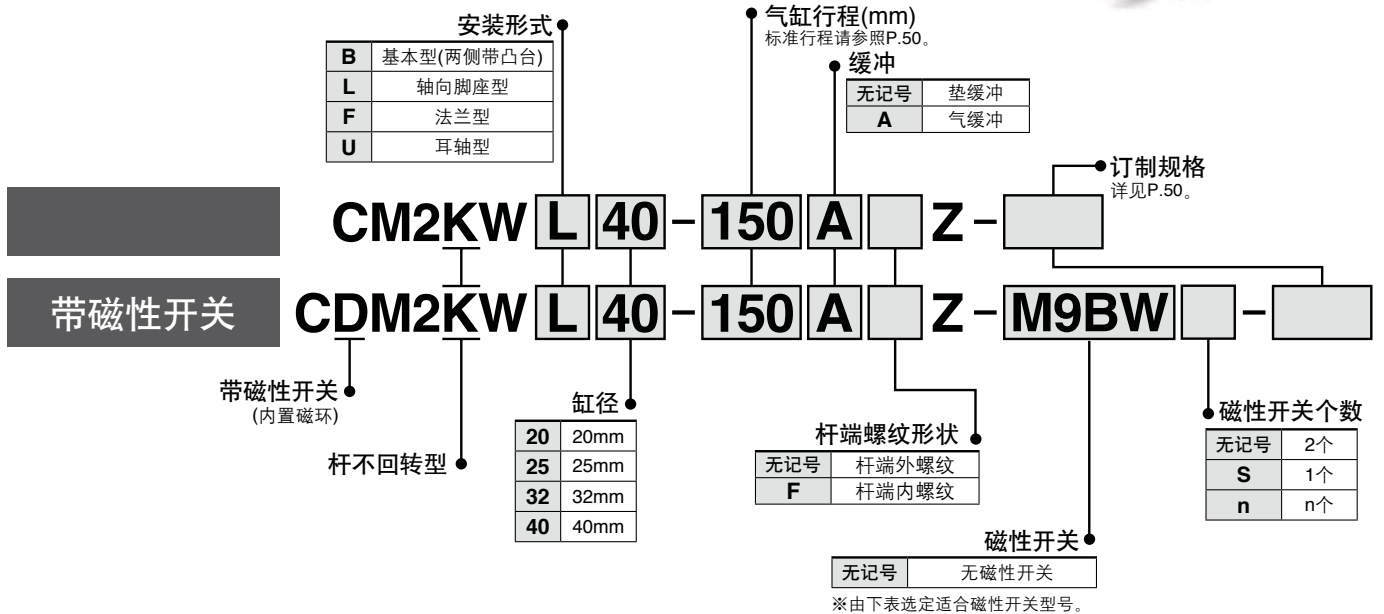 安装形式
B 基本型(两侧带凸台)
L 轴向脚座型
F 法兰型
U 耳轴型
气缸行程(mm)
标准行程请参照P.50。
缓冲
无记号 垫缓冲
A 气缓冲
订制规格
详见P.50。
CM2KW L 40 - 150 A Z -
带磁性开关 CDM2KW L 40 - 150 A Z - M9BW -
带磁性开关
(内置磁环)
杆不回转型
缸径
20 20mm
25 25mm
32 32mm
40 40mm
杆端螺纹形状
无记号 杆端外螺纹
F 杆端内螺纹
磁性开关个数
无记号 2个
S 1个
n n个
磁性开关
无记号 无磁性开关
※由下表选定适合磁性开关型号。